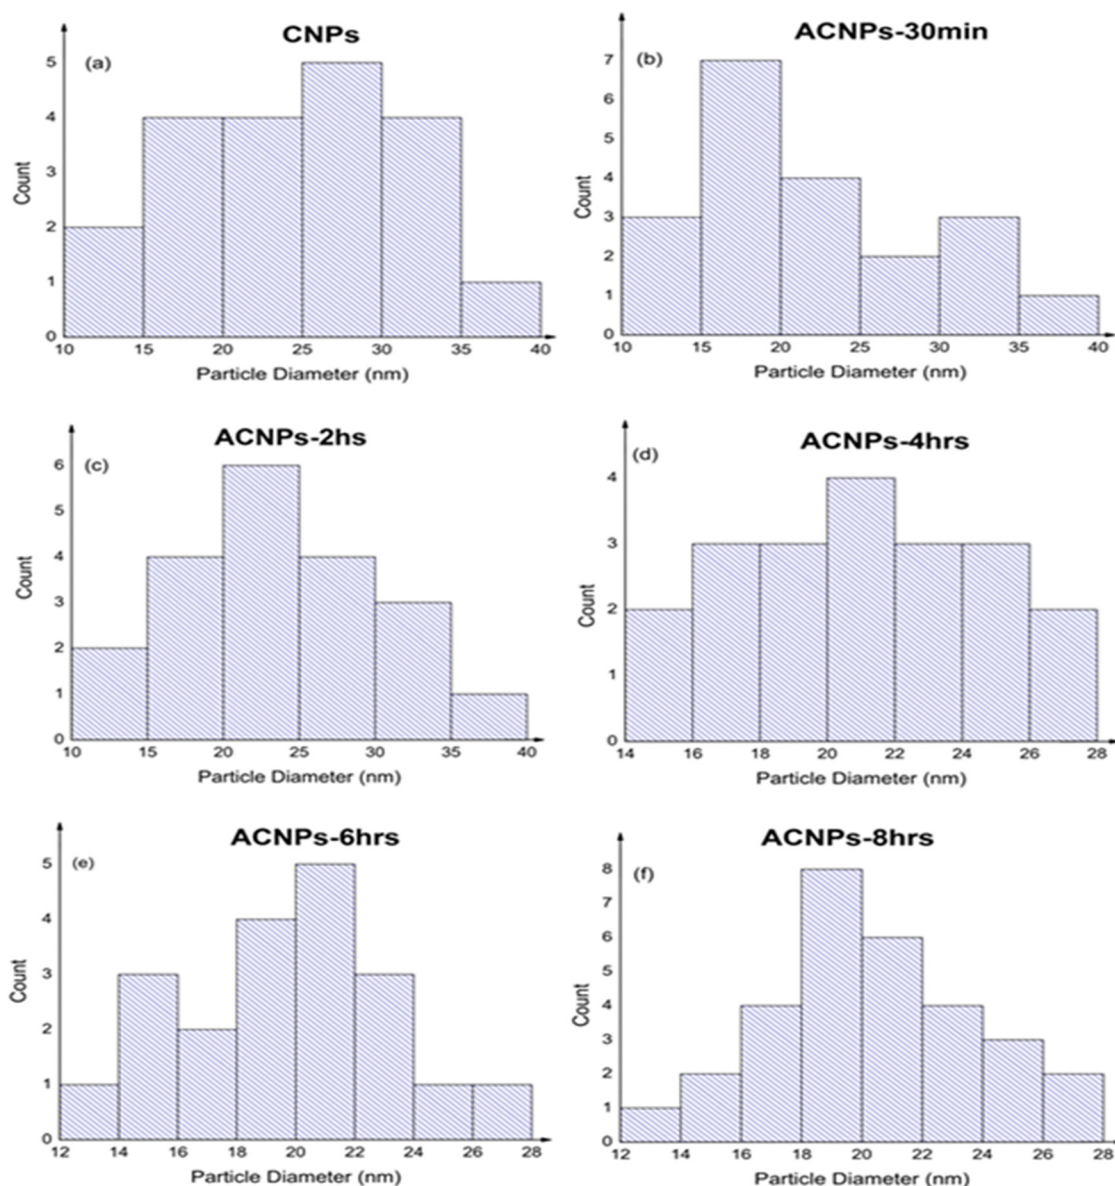 CNPs
(a)
5
4
3
2
1
0
Count
10 15 20 25 30 35 40
Particle Diameter (nm)
ACNPs-30min
(b)
7
6
5
4
3
2
1
0
Count
10 15 20 25 30 35 40
Particle Diameter (nm)
ACNPs-2hs
(c)
6
5
4
3
2
1
0
Count
10 15 20 25 30 35 40
Particle Diameter (nm)
ACNPs-4hrs
(d)
4
3
2
1
0
Count
14 16 18 20 22 24 26 28
Particle Diameter (nm)
ACNPs-6hrs
(e)
5
4
3
2
1
0
Count
12 14 16 18 20 22 24 26 28
Particle Diameter (nm)
ACNPs-8hrs
(f)
8
7
6
5
4
3
2
1
0
Count
12 14 16 18 20 22 24 26 28
Particle Diameter (nm)